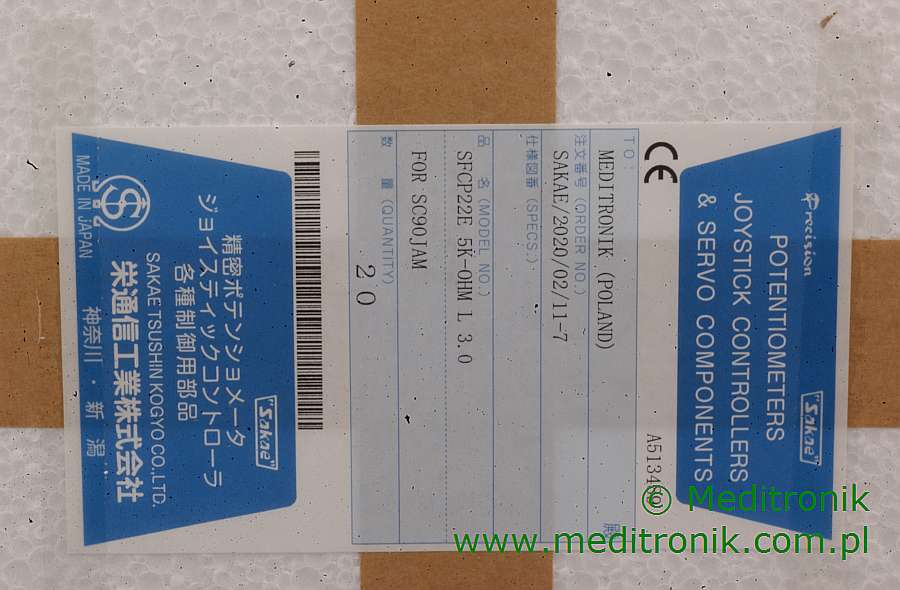 Precision "Sakae"
POTENTIOMETERS
JOYSTICK CONTROLLERS
& SERVO COMPONENTS
CE
TO: 殿
MEDITRONIK (POLAND)
注文番号 (ORDER NO.)
SAKAE/2020/02/11-7
仕様図番 (SPECS.)
品 名 (MODEL NO.)
SFCP22E 5K-OHM L 3.0
FOR SC90JAM
数 量 (QUANTITY)
20
"Sakae"
精密ポテンショメータ
ジョイスティックコントローラ
各種制御用部品
SAKAE TSUSHIN KOGYO CO.,LTD.
栄通信工業株式会社
MADE IN JAPAN 神奈川・新潟
© Meditronik
www.meditronik.com.pl